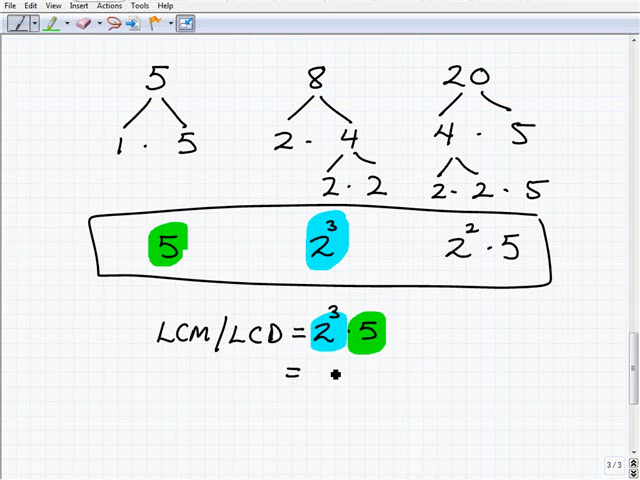 File Edit View Insert Actions Tools Help
5 8 20
1 · 5 2 · 4 4 · 5
2 · 2 2 · 2 · 5
5 2³ 2² · 5
LCM/LCD = 2³ · 5
=
3/3